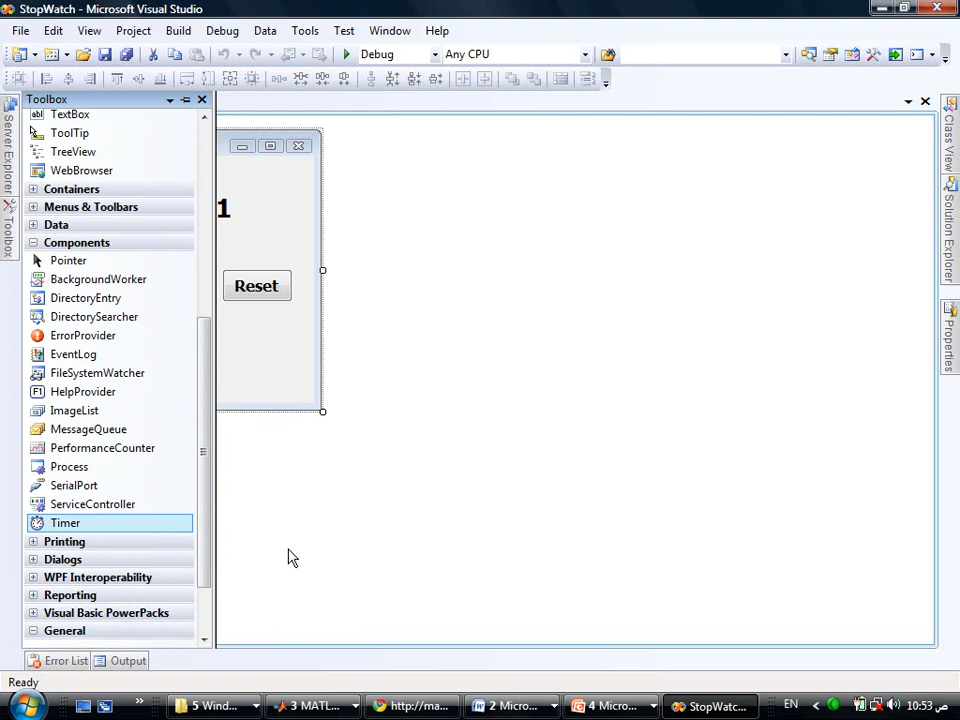 StopWatch - Microsoft Visual Studio
File Edit View Project Build Debug Data Tools Test Window Help
Debug Any CPU
Toolbox
TextBox
ToolTip
TreeView
WebBrowser
Containers
Menus & Toolbars
Data
Components
Pointer
BackgroundWorker
DirectoryEntry
DirectorySearcher
ErrorProvider
EventLog
FileSystemWatcher
HelpProvider
ImageList
MessageQueue
PerformanceCounter
Process
SerialPort
ServiceController
Timer
Printing
Dialogs
WPF Interoperability
Reporting
Visual Basic PowerPacks
General
Server Explorer
Toolbox
1
Reset
Class View
Solution Explorer
Properties
Error List Output
Ready
5 Wind... 3 MATL... http://ma... 2 Micro... 4 Micro... StopWatc... EN 10:53 ص